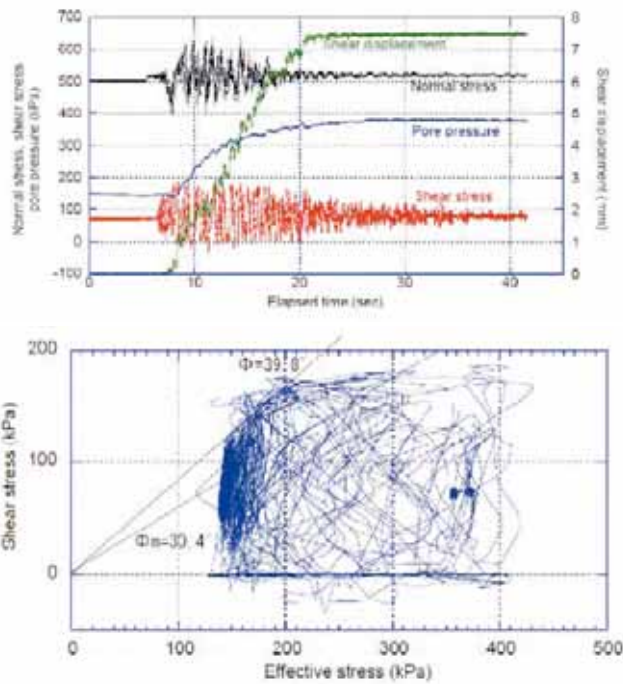 Normal stress, shear stress
pore pressure (kPa)
700
600
500
400
300
200
100
0
-100
8
7
6
5
4
3
2
1
0
Shear displacement (mm)
Shear displacement
Normal stress
Pore pressure
Shear stress
0
10
20
30
40
Elapsed time (sec)
Shear stress (kPa)
200
100
0
Φ=39.8
Φm=30.4
0
100
200
300
400
500
Effective stress (kPa)